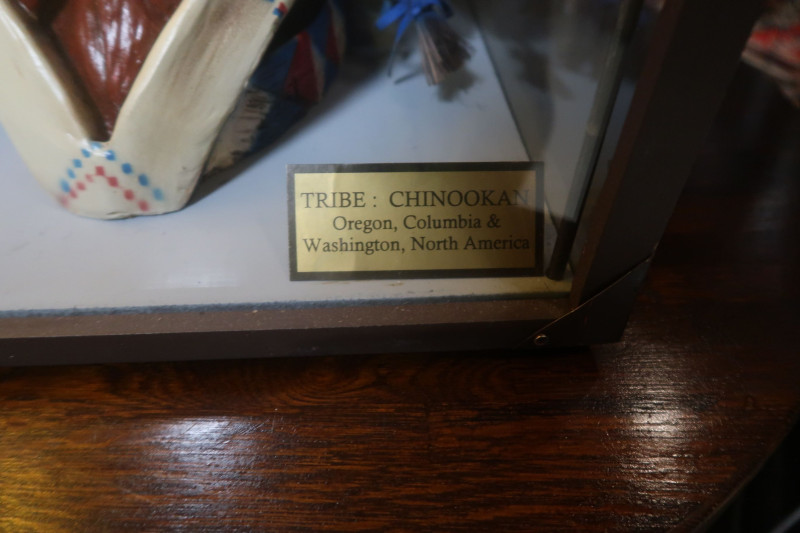 TRIBE : CHINOOKAN
Oregon, Columbia &
Washington, North America